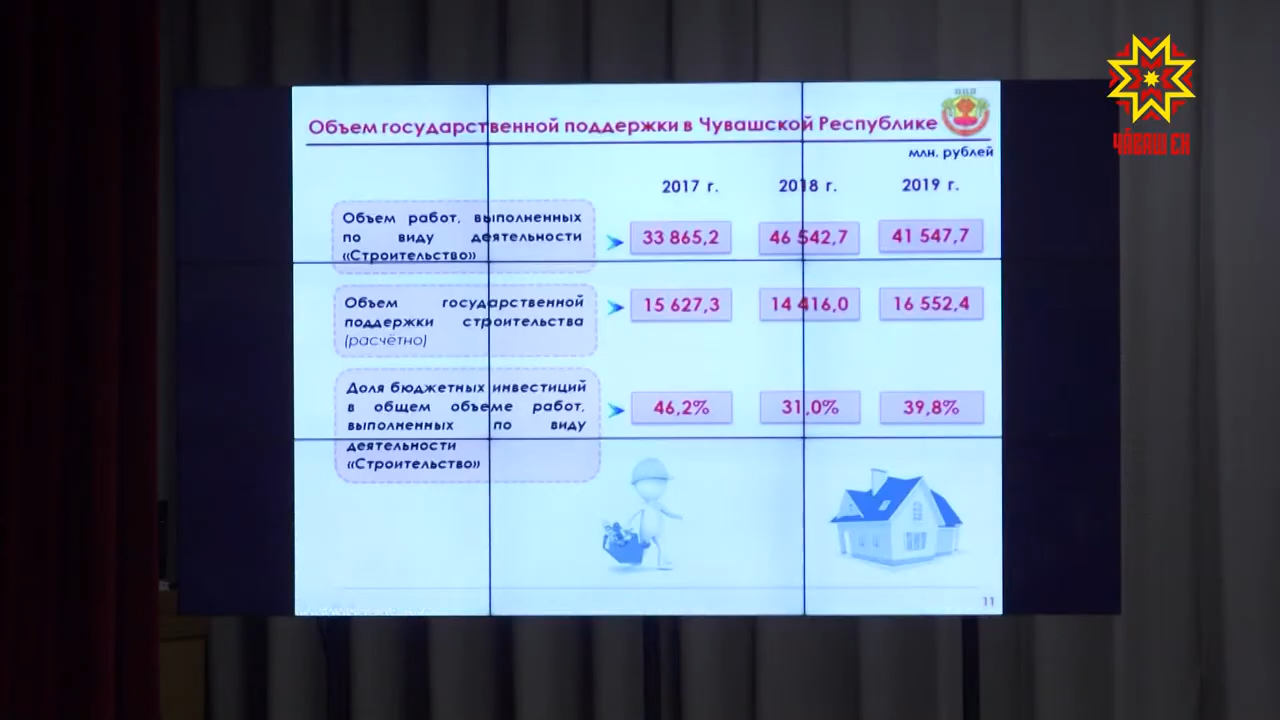 ЧӐВАШ ЕН
Объем государственной поддержки в Чувашской Республике
млн. рублей
2017 г. 2018 г. 2019 г.
Объем работ, выполненных
по виду деятельности
«Строительство»
33 865,2 46 542,7 41 547,7
Объем государственной
поддержки строительства
(расчётно)
15 627,3 14 416,0 16 552,4
Доля бюджетных инвестиций
в общем объеме работ,
выполненных по виду
деятельности
«Строительство»
46,2% 31,0% 39,8%
11